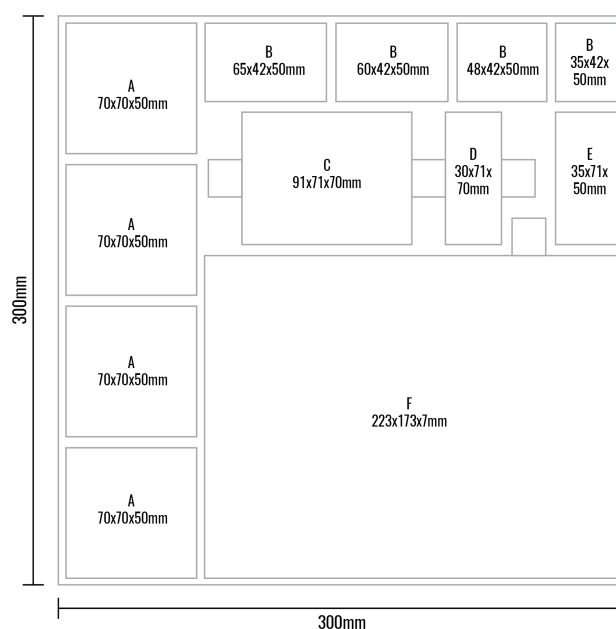 A
70x70x50mm
B
65x42x50mm
B
60x42x50mm
B
48x42x50mm
B
35x42x
50mm
C
91x71x70mm
D
30x71x
70mm
E
35x71x
50mm
A
70x70x50mm
300mm
A
70x70x50mm
F
223x173x7mm
A
70x70x50mm
300mm